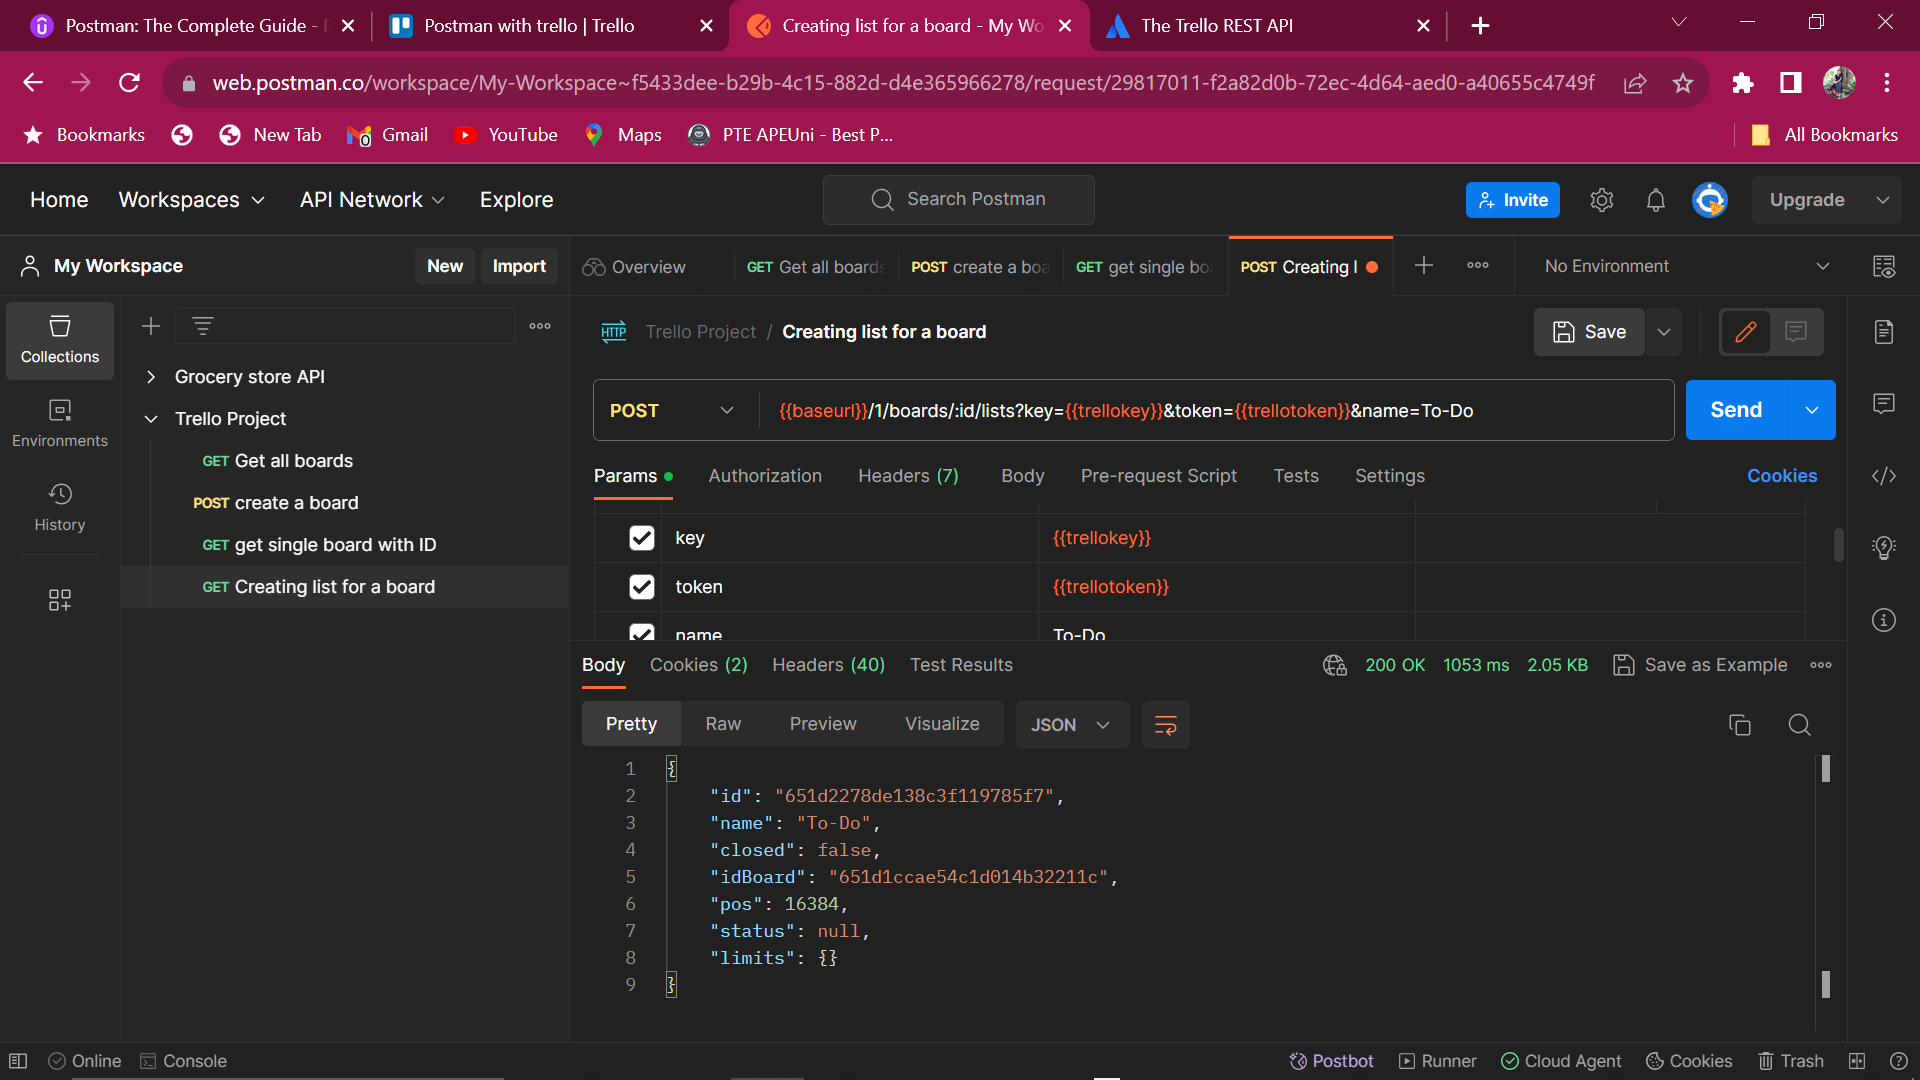 Postman: The Complete Guide -
Postman with trello | Trello
Creating list for a board - My Wo
The Trello REST API
web.postman.co/workspace/My-Workspace~f5433dee-b29b-4c15-882d-d4e365966278/request/29817011-f2a82d0b-72ec-4d64-aed0-a40655c4749f
Bookmarks New Tab 0 Gmail YouTube Maps PTE APEUni - Best P... All Bookmarks
Home Workspaces API Network Explore Search Postman Invite Upgrade
My Workspace New Import Overview GET Get all boards POST create a boa GET get single boa POST Creating l No Environment
HTTP Trello Project / Creating list for a board Save
Collections
Environments
History
Grocery store API
Trello Project
GET Get all boards
POST create a board
GET get single board with ID
GET Creating list for a board
POST {{baseurl}}/1/boards/:id/lists?key={{trellokey}}&token={{trellotoken}}&name=To-Do Send
Params Authorization Headers (7) Body Pre-request Script Tests Settings Cookies
key {{trellokey}}
token {{trellotoken}}
name To-Do
Body Cookies (2) Headers (40) Test Results 200 OK 1053 ms 2.05 KB Save as Example
Pretty Raw Preview Visualize JSON
1 {
2 "id": "651d2278de138c3f119785f7",
3 "name": "To-Do",
4 "closed": false,
5 "idBoard": "651d1ccae54c1d014b32211c",
6 "pos": 16384,
7 "status": null,
8 "limits": {}
9 }
Online Console Postbot Runner Cloud Agent Cookies Trash